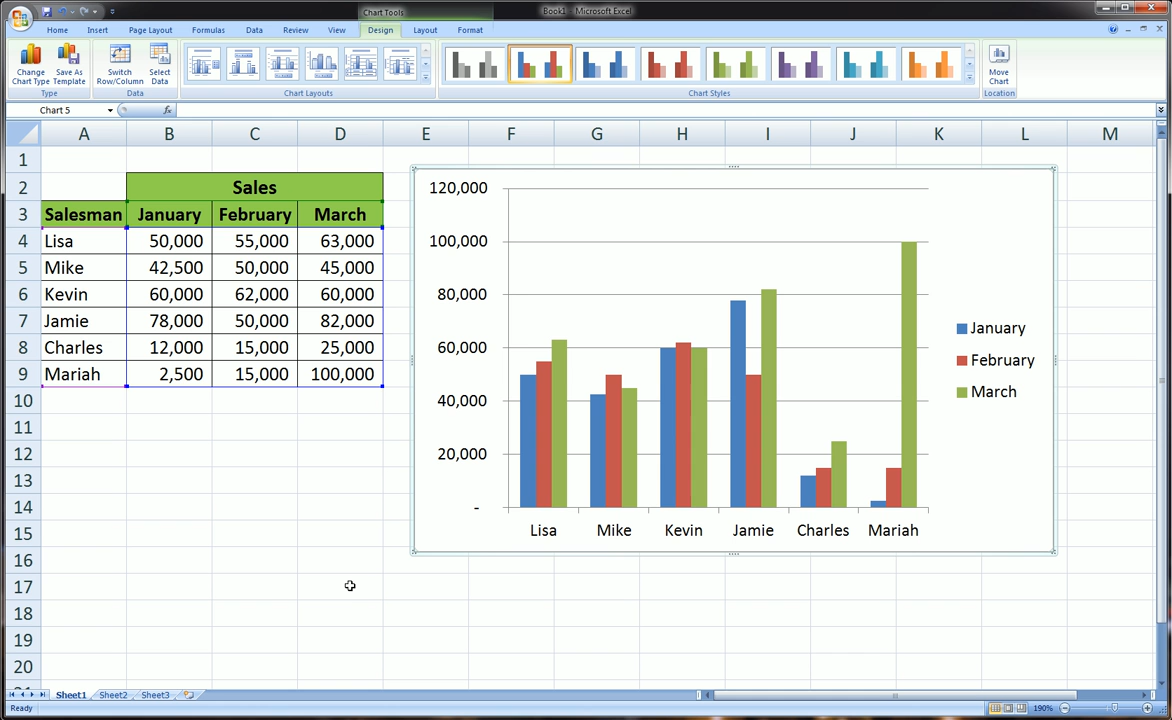 Chart Tools
Book1 - Microsoft Excel
Home Insert Page Layout Formulas Data Review View Design Layout Format
Change Chart Type
Save As Template
Switch Row/Column
Select Data
Move Chart
Type Data Chart Layouts Chart Styles Location
Chart 5 fx
A B C D E F G H I J K L M
1
2 Sales
3 Salesman January February March
4 Lisa 50,000 55,000 63,000
5 Mike 42,500 50,000 45,000
6 Kevin 60,000 62,000 60,000
7 Jamie 78,000 50,000 82,000
8 Charles 12,000 15,000 25,000
9 Mariah 2,500 15,000 100,000
10
11
12
13
14
15
16
17
18
19
20
21
120,000
100,000
80,000
60,000
40,000
20,000
-
Lisa Mike Kevin Jamie Charles Mariah
January
February
March
Sheet1 Sheet2 Sheet3
Ready 190%